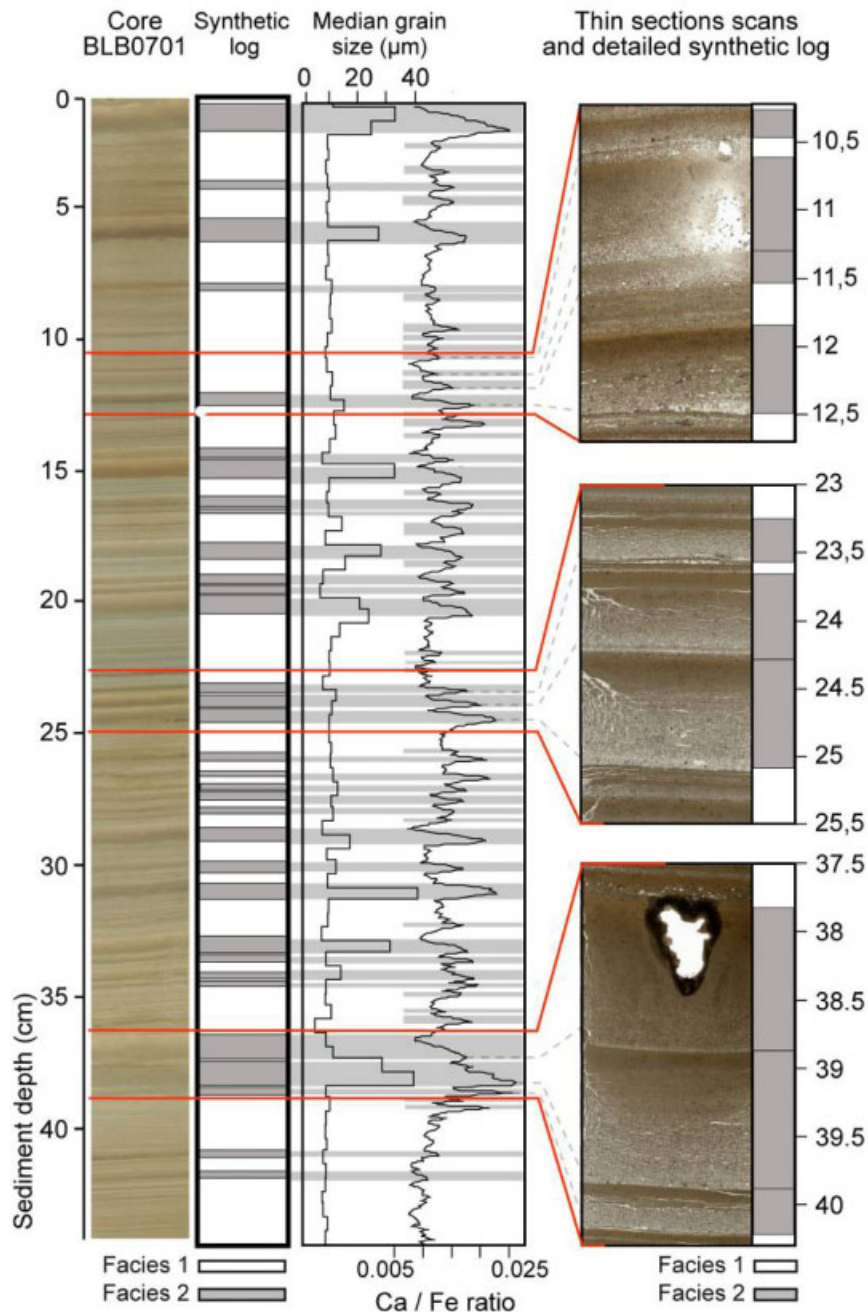 Core
BLB0701
Synthetic
log
Median grain
size (µm)
Thin sections scans
and detailed synthetic log
0 20 40
0
5
10
15
20
25
30
35
40
Sediment depth (cm)
10,5
11
11,5
12
12,5
23
23,5
24
24.5
25
25,5
37.5
38
38.5
39
39.5
40
0.005 0.025
Ca / Fe ratio
Facies 1
Facies 2
Facies 1
Facies 2